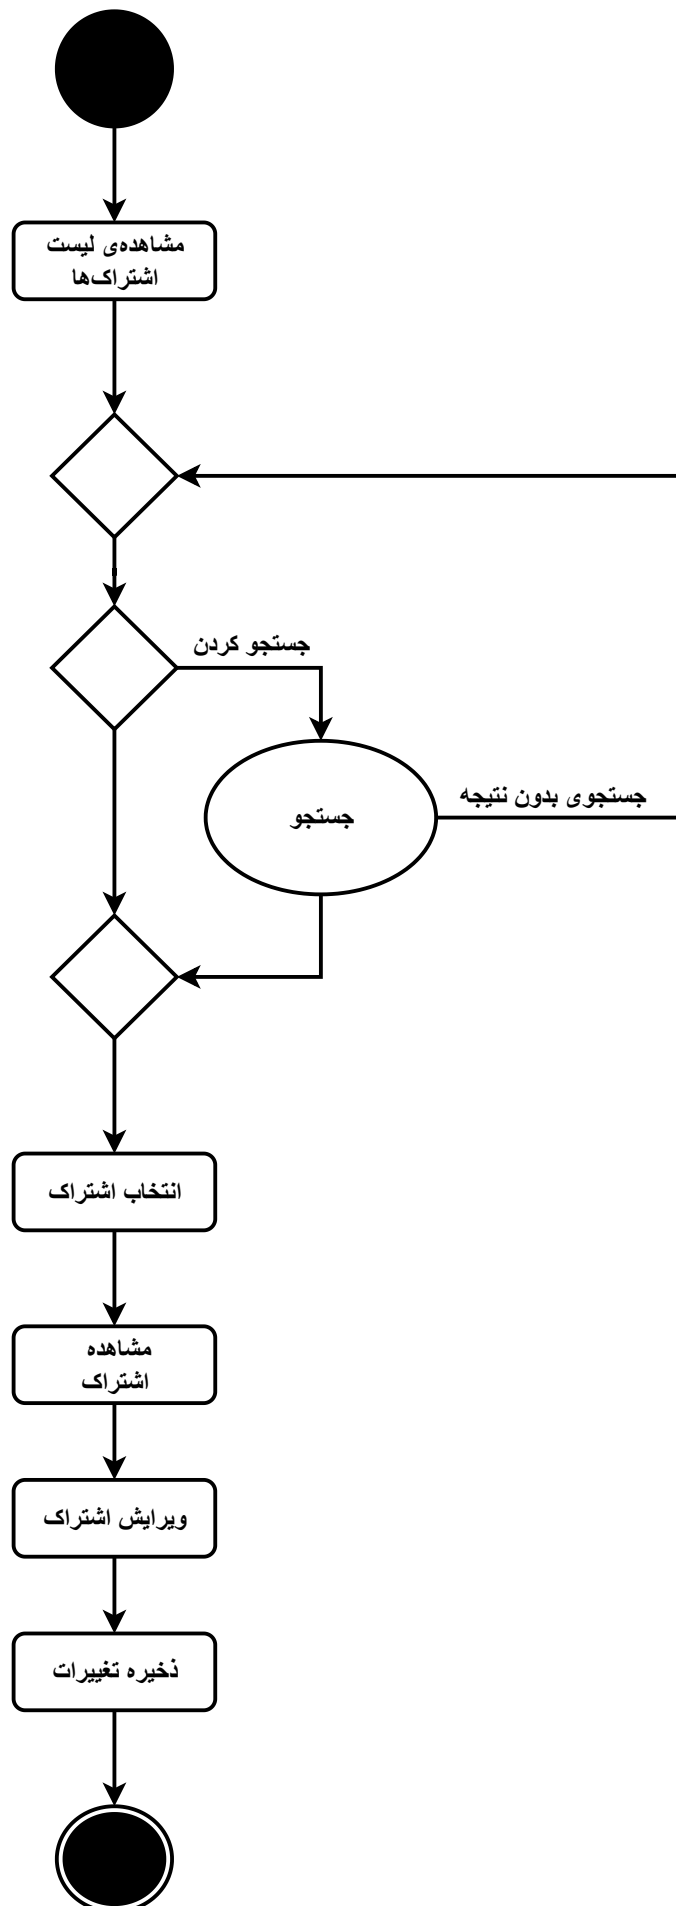 مشاهده‌ی لیست
اشتراک‌ها
جستجو کردن
جستجوی بدون نتیجه
جستجو
انتخاب اشتراک
مشاهده
اشتراک
ویرایش اشتراک
ذخیره تغییرات